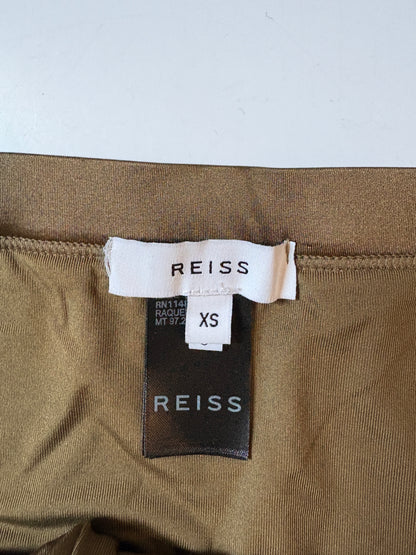 REISS
XS
RN114
RAQUE
MT 97.2
REISS